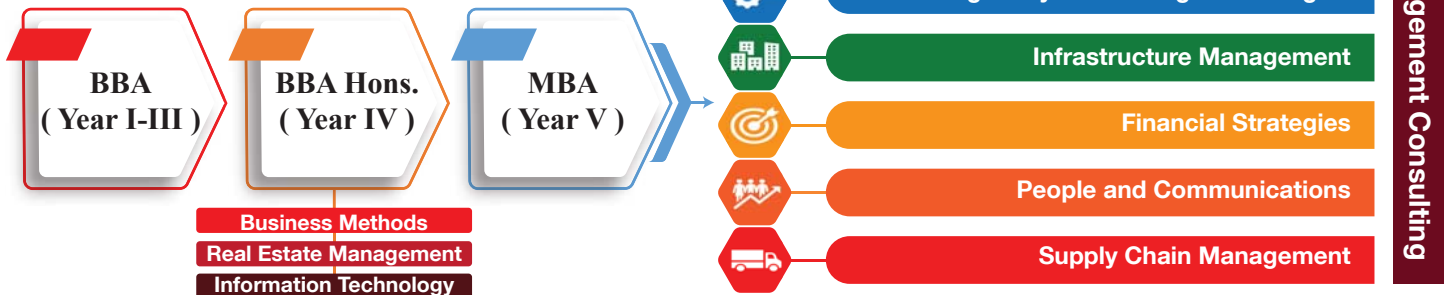 BBA
( Year I-III )
BBA Hons.
( Year IV )
MBA
( Year V )
Business Methods
Real Estate Management
Information Technology
Infrastructure Management
Financial Strategies
People and Communications
Supply Chain Management
Consulting